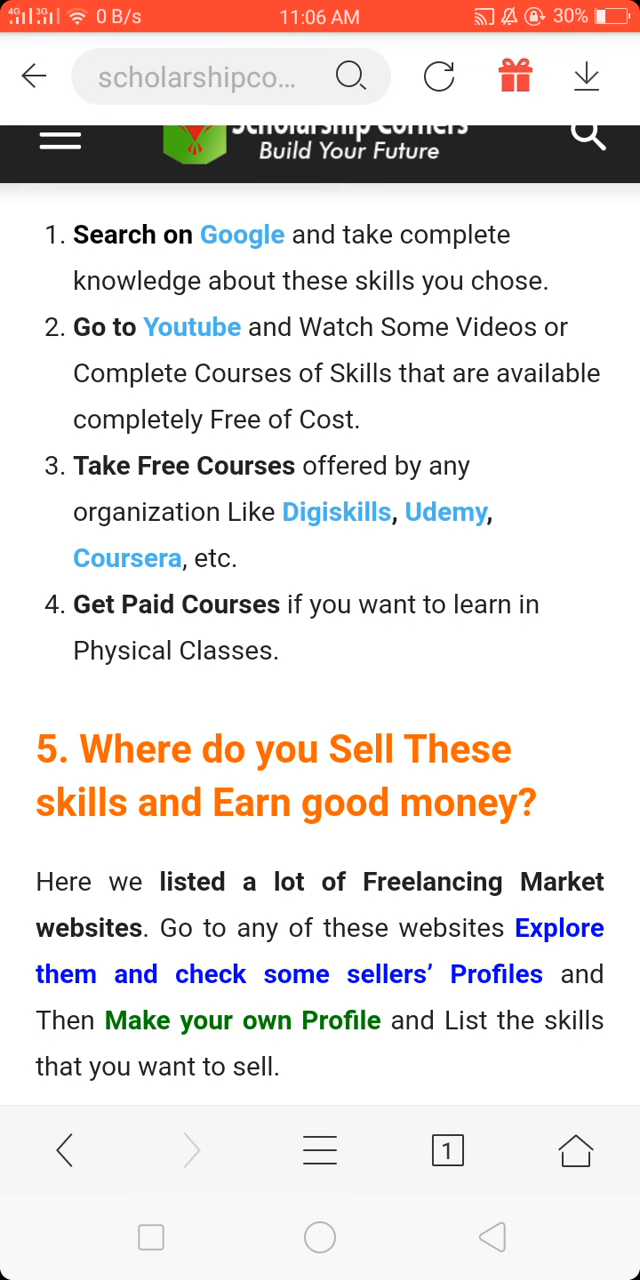 4G 3G 0 B/s 11:06 AM 30%
scholarshipco...
Scholarship Corners
Build Your Future
1. Search on Google and take complete
knowledge about these skills you chose.
2. Go to Youtube and Watch Some Videos or
Complete Courses of Skills that are available
completely Free of Cost.
3. Take Free Courses offered by any
organization Like Digiskills, Udemy,
Coursera, etc.
4. Get Paid Courses if you want to learn in
Physical Classes.
5. Where do you Sell These
skills and Earn good money?
Here we listed a lot of Freelancing Market
websites. Go to any of these websites Explore
them and check some sellers’ Profiles and
Then Make your own Profile and List the skills
that you want to sell.
1